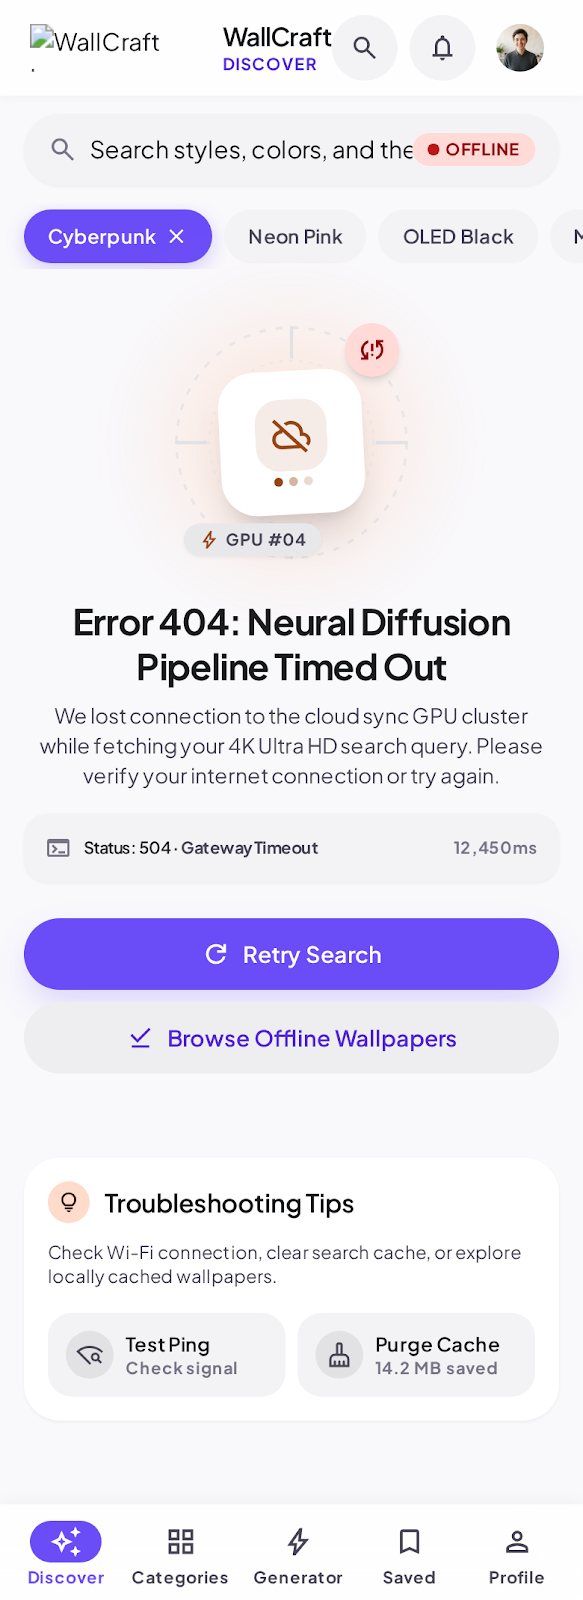 WallCraft
.
WallCraft
DISCOVER
Search styles, colors, and the
OFFLINE
Cyberpunk
Neon Pink
OLED Black
GPU #04
Error 404: Neural Diffusion
Pipeline Timed Out
We lost connection to the cloud sync GPU cluster
while fetching your 4K Ultra HD search query. Please
verify your internet connection or try again.
Status: 504 · Gateway Timeout
12,450ms
Retry Search
Browse Offline Wallpapers
Troubleshooting Tips
Check Wi-Fi connection, clear search cache, or explore
locally cached wallpapers.
Test Ping
Check signal
Purge Cache
14.2 MB saved
Discover
Categories
Generator
Saved
Profile